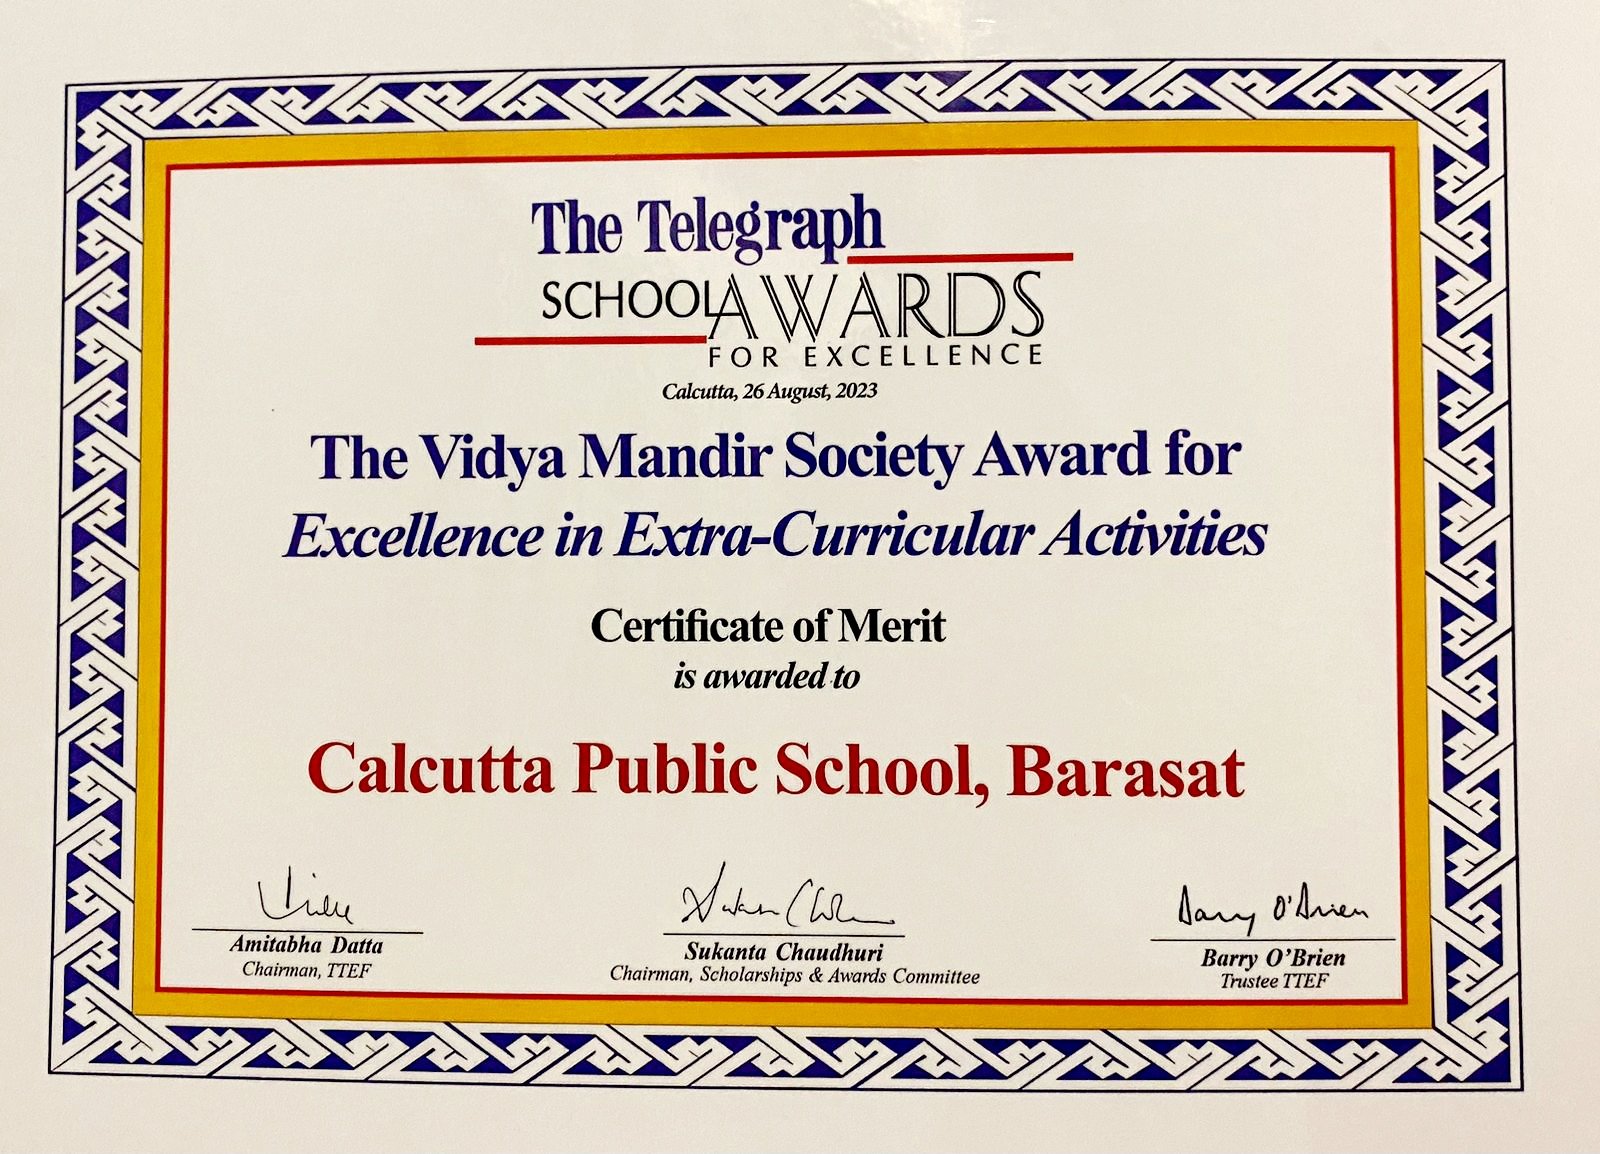 The Telegraph
SCHOOL AWARDS
FOR EXCELLENCE
Calcutta, 26 August, 2023
The Vidya Mandir Society Award for
Excellence in Extra-Curricular Activities
Certificate of Merit
is awarded to
Calcutta Public School, Barasat
Barry O'Brien
Amitabha Datta
Chairman, TTEF
Sukanta Chaudhuri
Chairman, Scholarships & Awards Committee
Barry O'Brien
Trustee TTEF